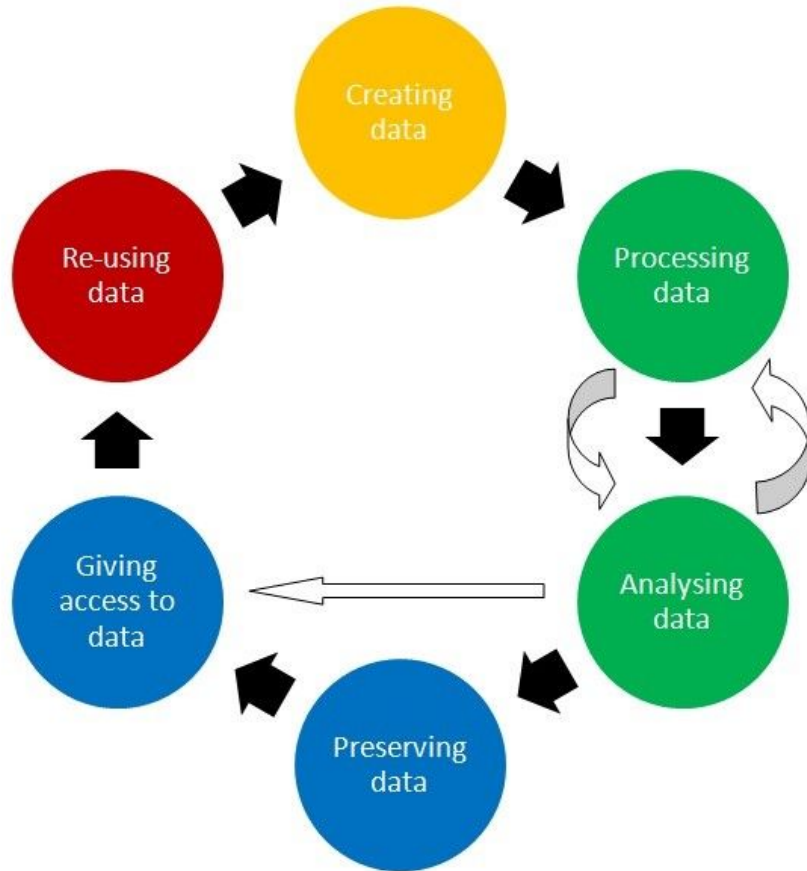 Creating
data
Processing
data
Analysing
data
Preserving
data
Giving
access to
data
Re-using
data